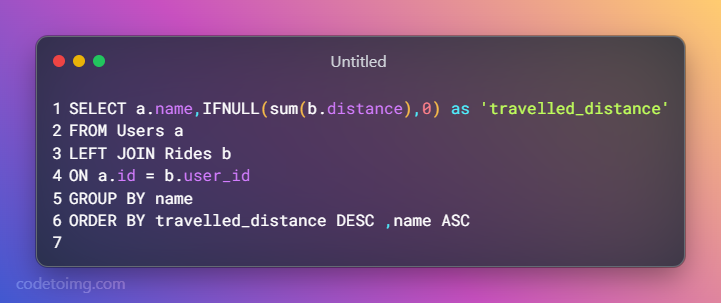 Untitled
1 SELECT a.name,IFNULL(sum(b.distance),0) as 'travelled_distance'
2 FROM Users a
3 LEFT JOIN Rides b
4 ON a.id = b.user_id
5 GROUP BY name
6 ORDER BY travelled_distance DESC ,name ASC
7
codetoimg.com